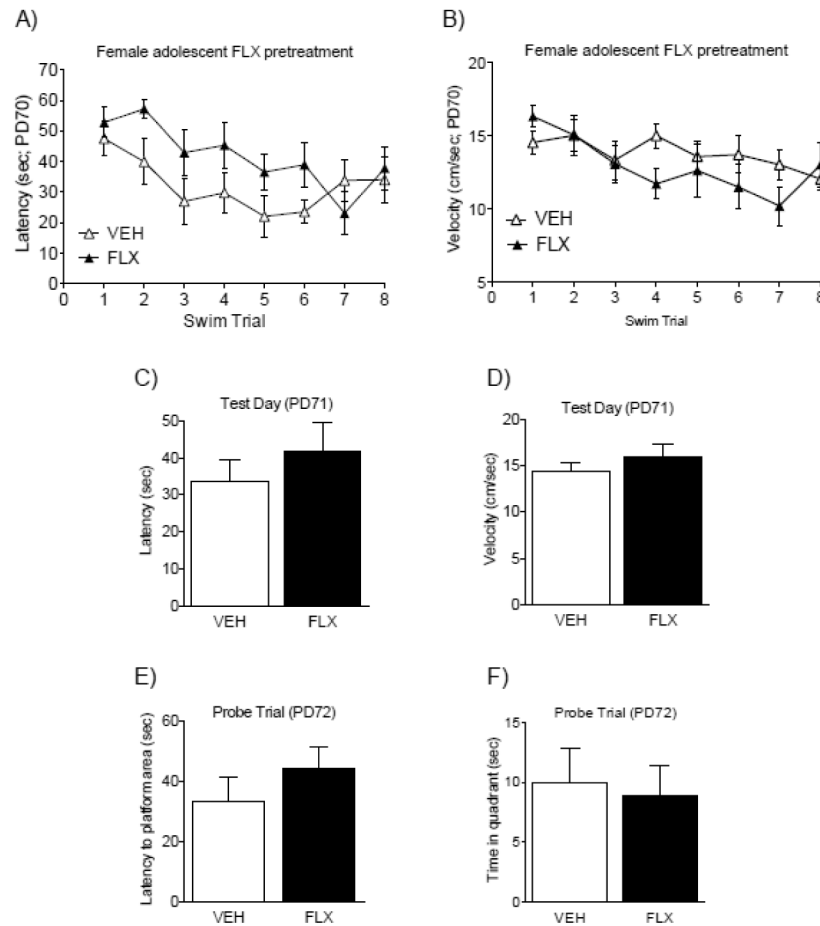 A)
Female adolescent FLX pretreatment
Latency (sec; PD70)
70
60
50
40
30
20
10
0
VEH
FLX
0 1 2 3 4 5 6 7 8
Swim Trial
B)
Female adolescent FLX pretreatment
Velocity (cm/sec; PD70)
20
15
10
5
VEH
FLX
0 1 2 3 4 5 6 7 8
Swim Trial
C)
Test Day (PD71)
Latency (sec)
50
40
30
20
10
0
VEH FLX
D)
Test Day (PD71)
Velocity (cm/sec)
20
15
10
5
0
VEH FLX
E)
Probe Trial (PD72)
Latency to platform area (sec)
60
40
20
0
VEH FLX
F)
Probe Trial (PD72)
Time in quadrant (sec)
15
10
5
0
VEH FLX